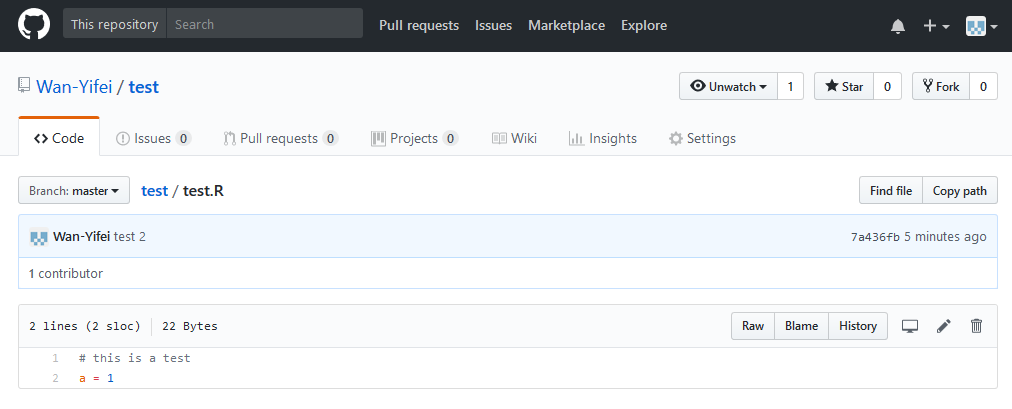 This repository Search Pull requests Issues Marketplace Explore
Wan-Yifei / test Unwatch 1 Star 0 Fork 0
Code Issues 0 Pull requests 0 Projects 0 Wiki Insights Settings
Branch: master test / test.R Find file Copy path
Wan-Yifei test 2 7a436fb 5 minutes ago
1 contributor
2 lines (2 sloc) 22 Bytes Raw Blame History
1 # this is a test
2 a = 1